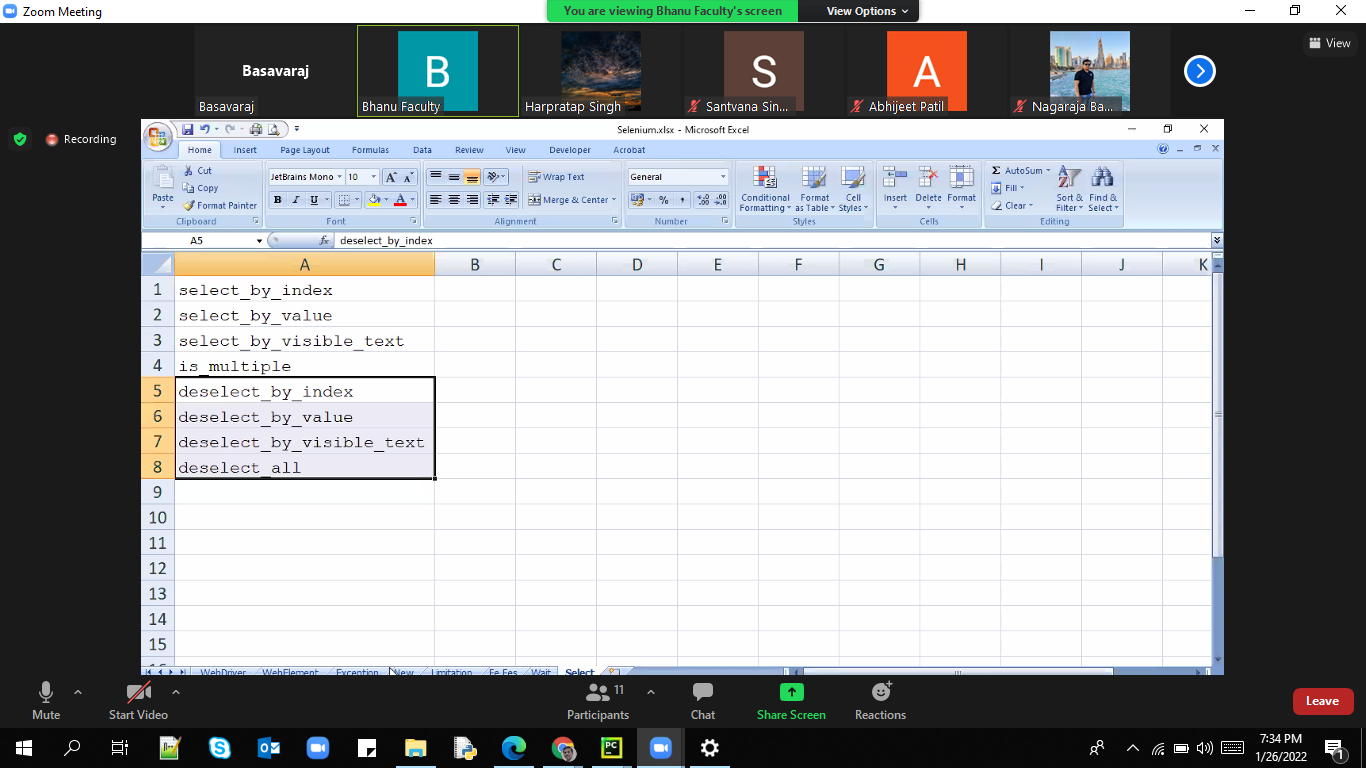 Zoom Meeting
You are viewing Bhanu Faculty's screen
View Options
View
Basavaraj
B
S
A
Basavaraj
Bhanu Faculty
Harpratap Singh
Santvana Sin...
Abhijeet Patil
Nagaraja Ba...
Recording
Selenium.xlsx - Microsoft Excel
Home Insert Page Layout Formulas Data Review View Developer Acrobat
Paste
Cut
Copy
Format Painter
Clipboard
JetBrains Mono 10
B I U
Font
Wrap Text
Merge & Center
Alignment
General
Number
Conditional Formatting
Format as Table
Cell Styles
Styles
Insert Delete Format
Cells
AutoSum
Fill
Clear
Sort & Filter
Find & Select
Editing
A5 fx deselect_by_index
A B C D E F G H I J K
1 select_by_index
2 select_by_value
3 select_by_visible_text
4 is_multiple
5 deselect_by_index
6 deselect_by_value
7 deselect_by_visible_text
8 deselect_all
9
10
11
12
13
14
15
16
WebDriver WebElement Exception New Limitation Fe Fes Wait Select
Mute
Start Video
11
Participants
Chat
Share Screen
Reactions
Leave
PC
7:34 PM
1/26/2022
1